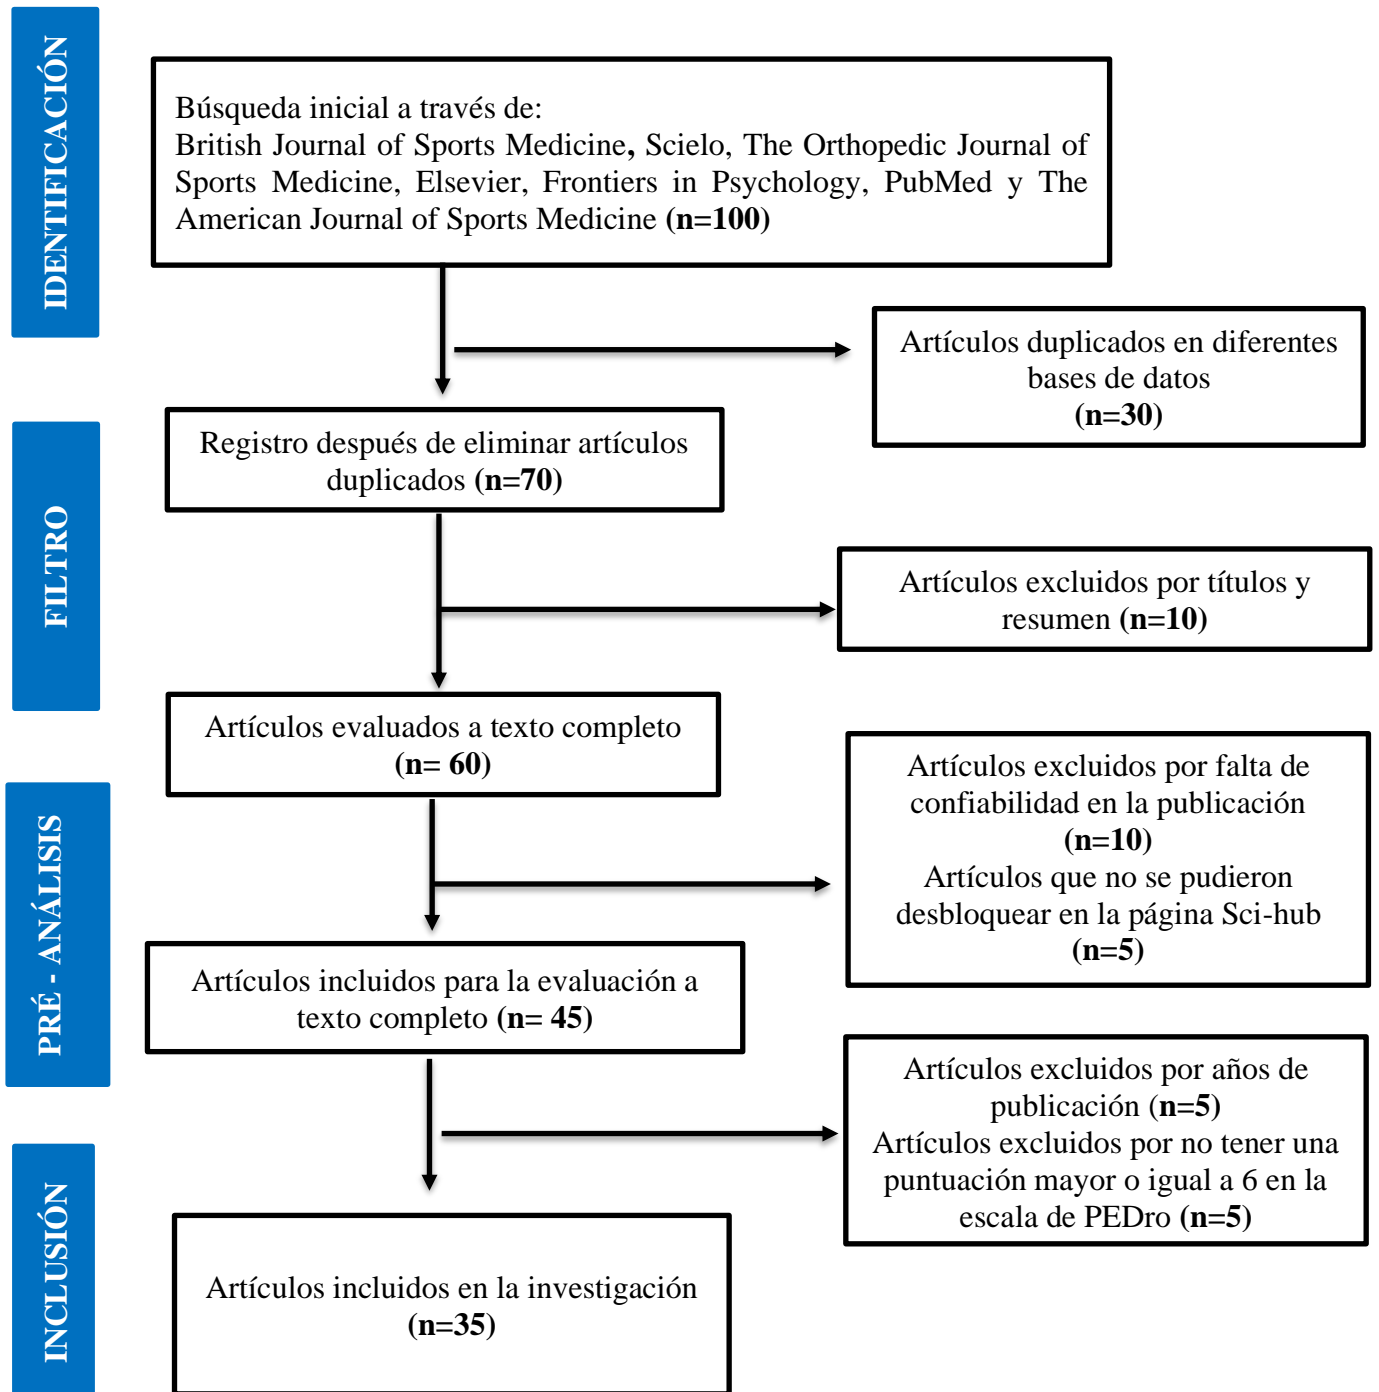 IDENTIFICACIÓN
Búsqueda inicial a través de:
British Journal of Sports Medicine, Scielo, The Orthopedic Journal of
Sports Medicine, Elsevier, Frontiers in Psychology, PubMed y The
American Journal of Sports Medicine (n=100)
Artículos duplicados en diferentes
bases de datos
(n=30)
FILTRO
Registro después de eliminar artículos
duplicados (n=70)
Artículos excluidos por títulos y
resumen (n=10)
Artículos evaluados a texto completo
(n= 60)
PRÉ - ANÁLISIS
Artículos excluidos por falta de
confiabilidad en la publicación
(n=10)
Artículos que no se pudieron
desbloquear en la página Sci-hub
(n=5)
Artículos incluidos para la evaluación a
texto completo (n= 45)
Artículos excluidos por años de
publicación (n=5)
Artículos excluidos por no tener una
puntuación mayor o igual a 6 en la
escala de PEDro (n=5)
INCLUSIÓN
Artículos incluidos en la investigación
(n=35)